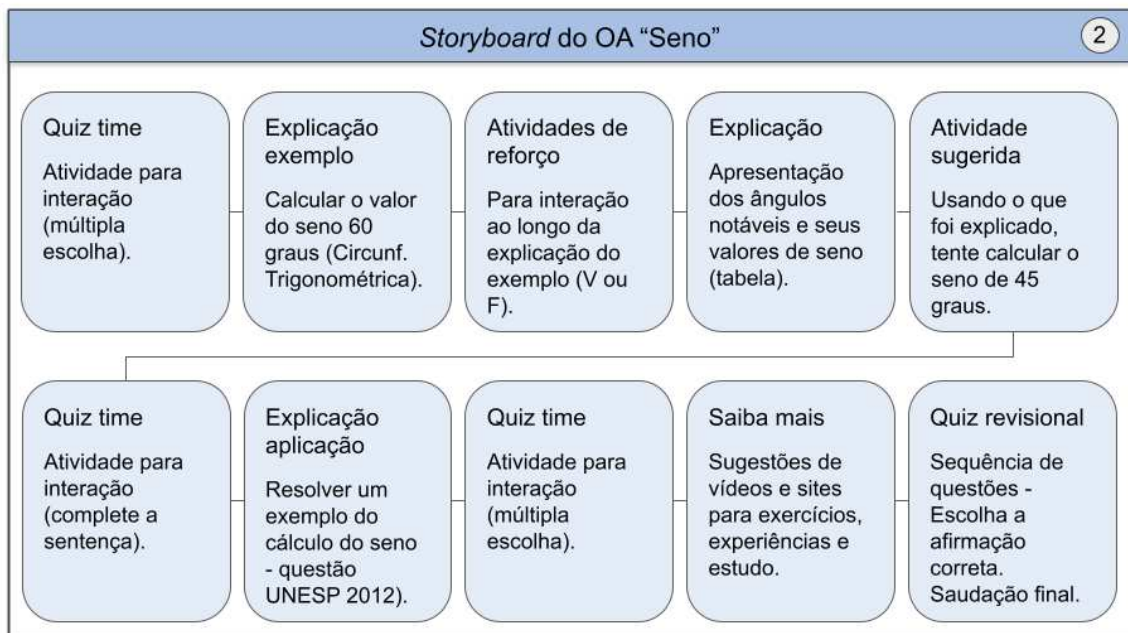 Storyboard do OA “Seno”
2
Quiz time
Atividade para
interação
(múltipla
escolha).
Explicação
exemplo
Calcular o valor
do seno 60
graus (Circunf.
Trigonométrica).
Atividades de
reforço
Para interação
ao longo da
explicação do
exemplo (V ou
F).
Explicação
Apresentação
dos ângulos
notáveis e seus
valores de seno
(tabela).
Atividade
sugerida
Usando o que
foi explicado,
tente calcular o
seno de 45
graus.
Quiz time
Atividade para
interação
(complete a
sentença).
Explicação
aplicação
Resolver um
exemplo do
cálculo do seno
- questão
UNESP 2012).
Quiz time
Atividade para
interação
(múltipla
escolha).
Saiba mais
Sugestões de
vídeos e sites
para exercícios,
experiências e
estudo.
Quiz revisional
Sequência de
questões -
Escolha a
afirmação
correta.
Saudação final.